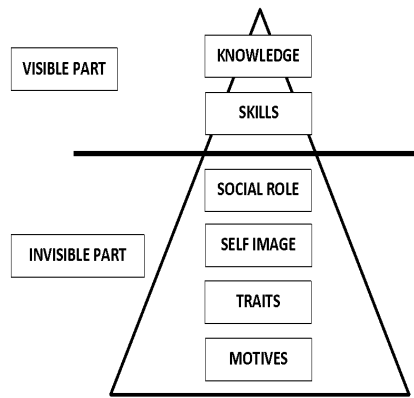 KNOWLEDGE
VISIBLE PART
SKILLS
SOCIAL ROLE
SELF IMAGE
INVISIBLE PART
TRAITS
MOTIVES